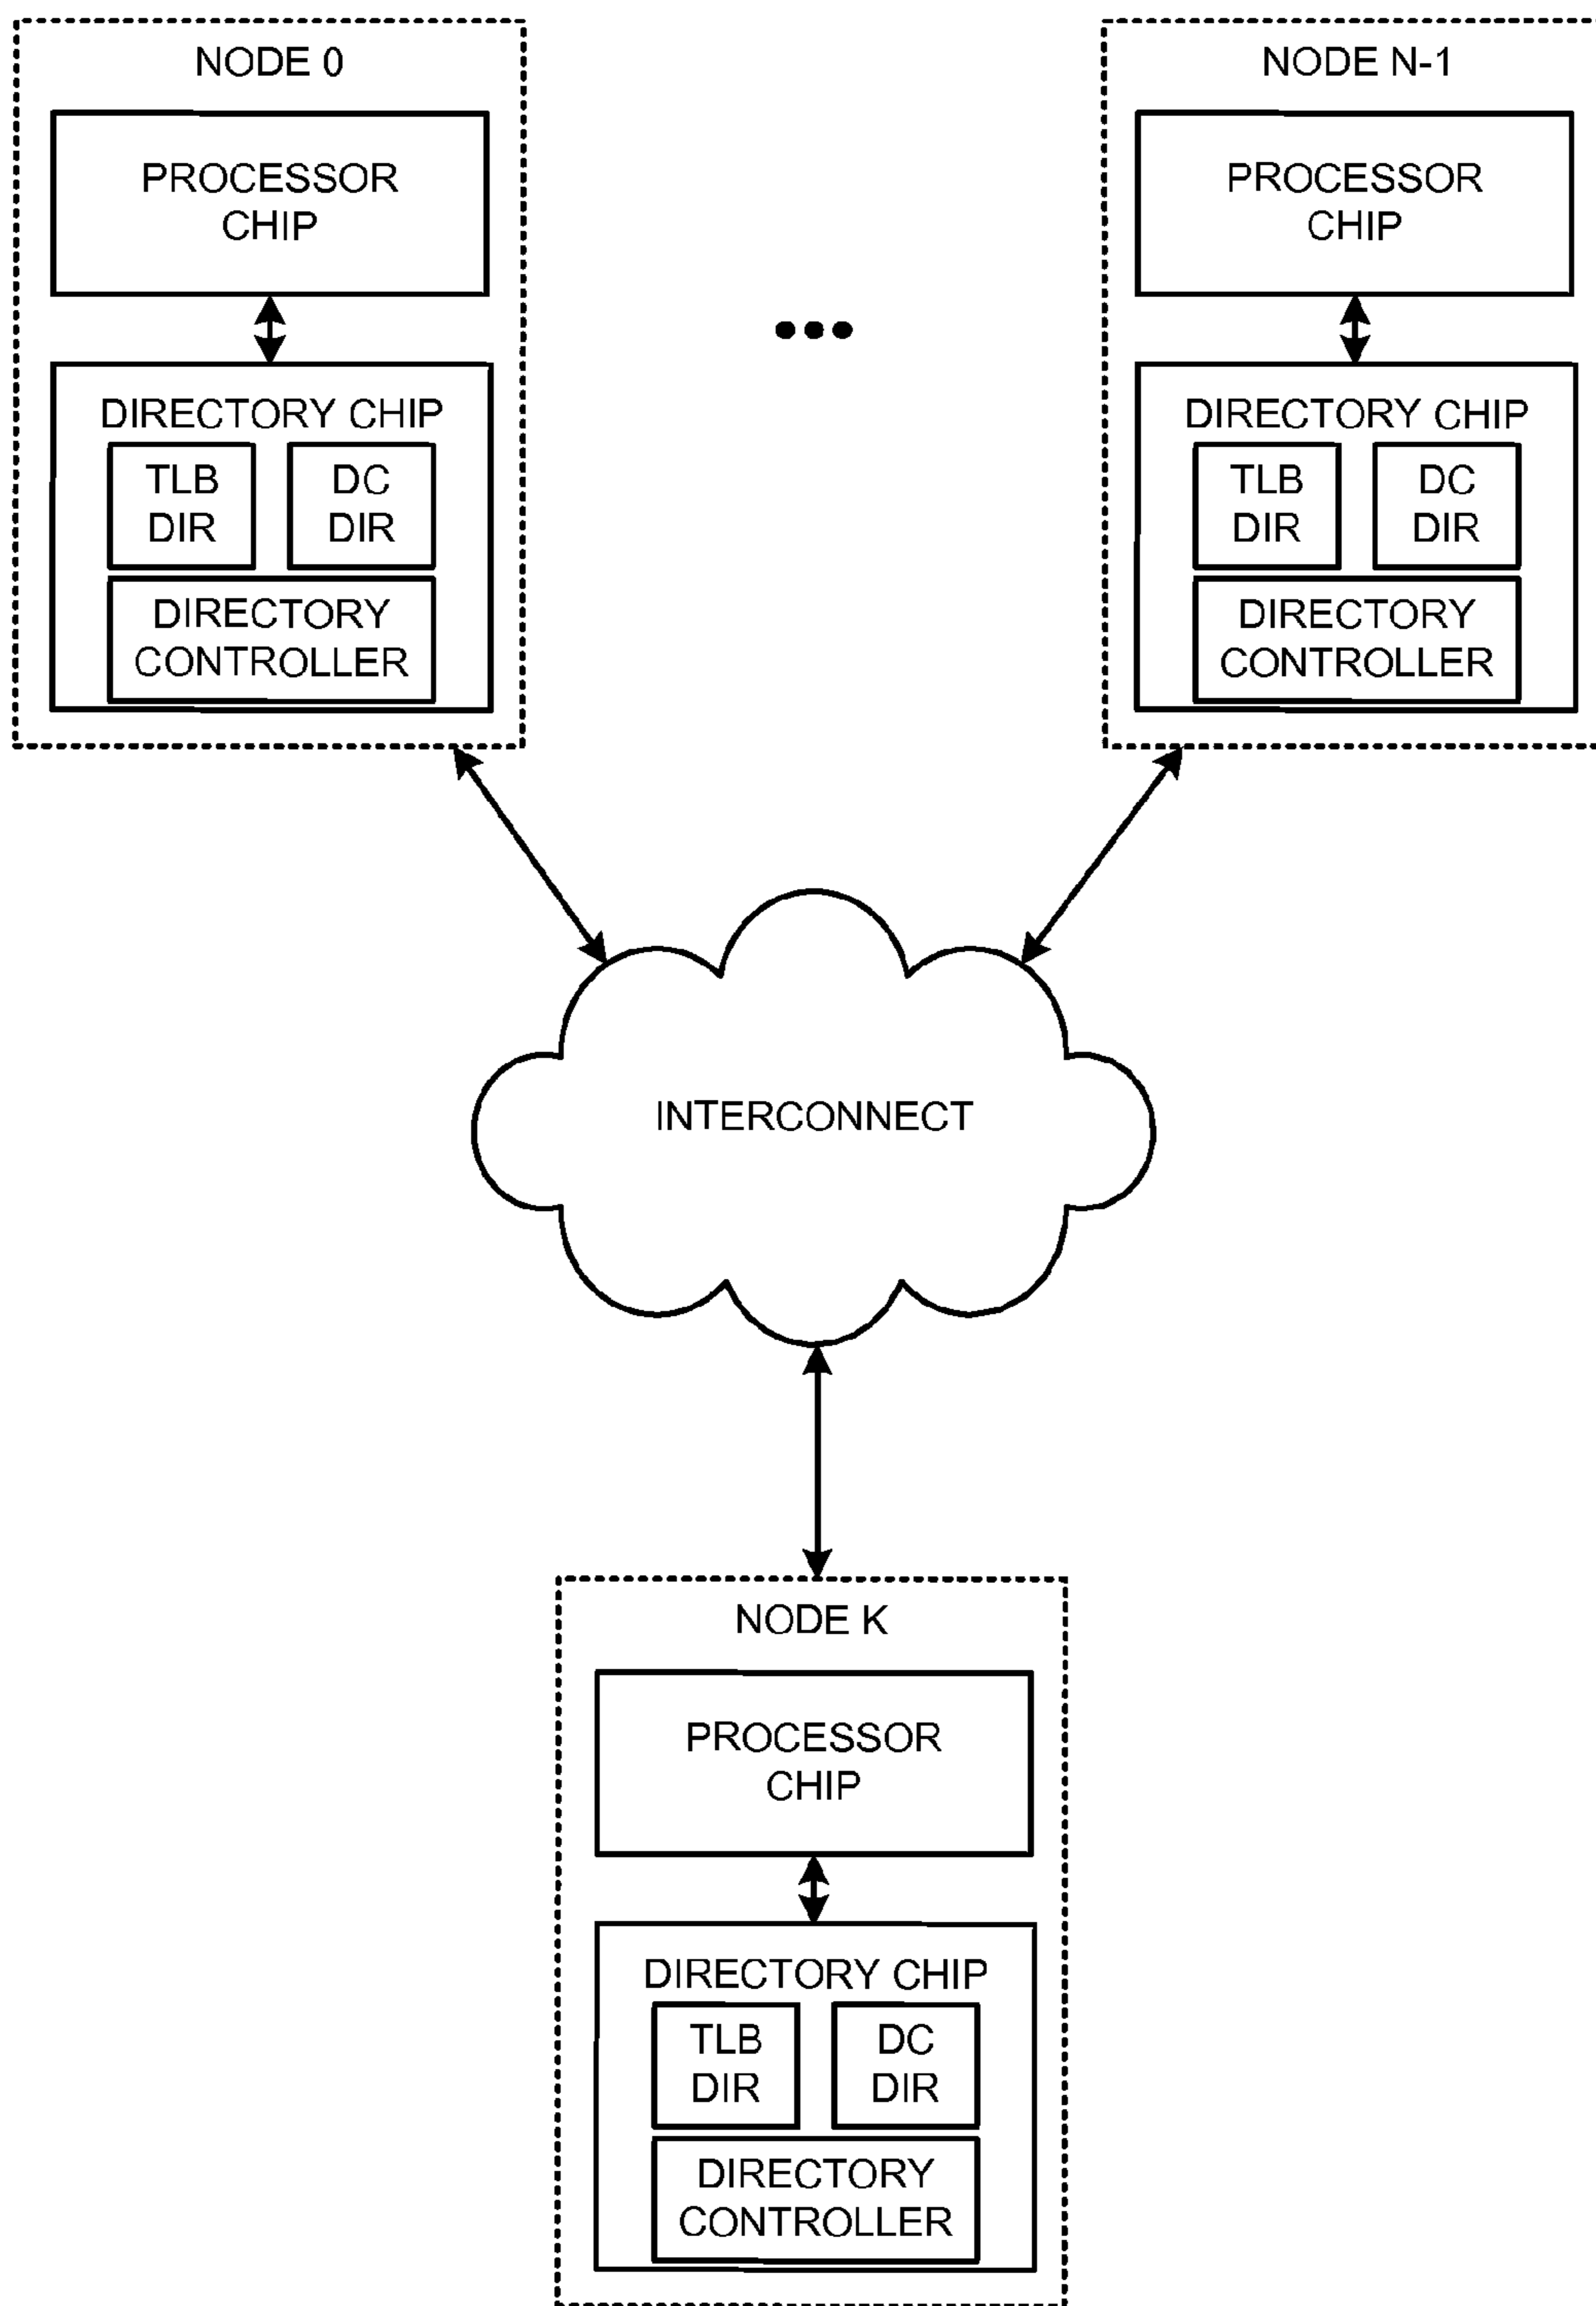 NODE 0
PROCESSOR
CHIP
DIRECTORY CHIP
TLB
DIR
DC
DIR
DIRECTORY
CONTROLLER
NODE N-1
PROCESSOR
CHIP
DIRECTORY CHIP
TLB
DIR
DC
DIR
DIRECTORY
CONTROLLER
INTERCONNECT
NODE K
PROCESSOR
CHIP
DIRECTORY CHIP
TLB
DIR
DC
DIR
DIRECTORY
CONTROLLER